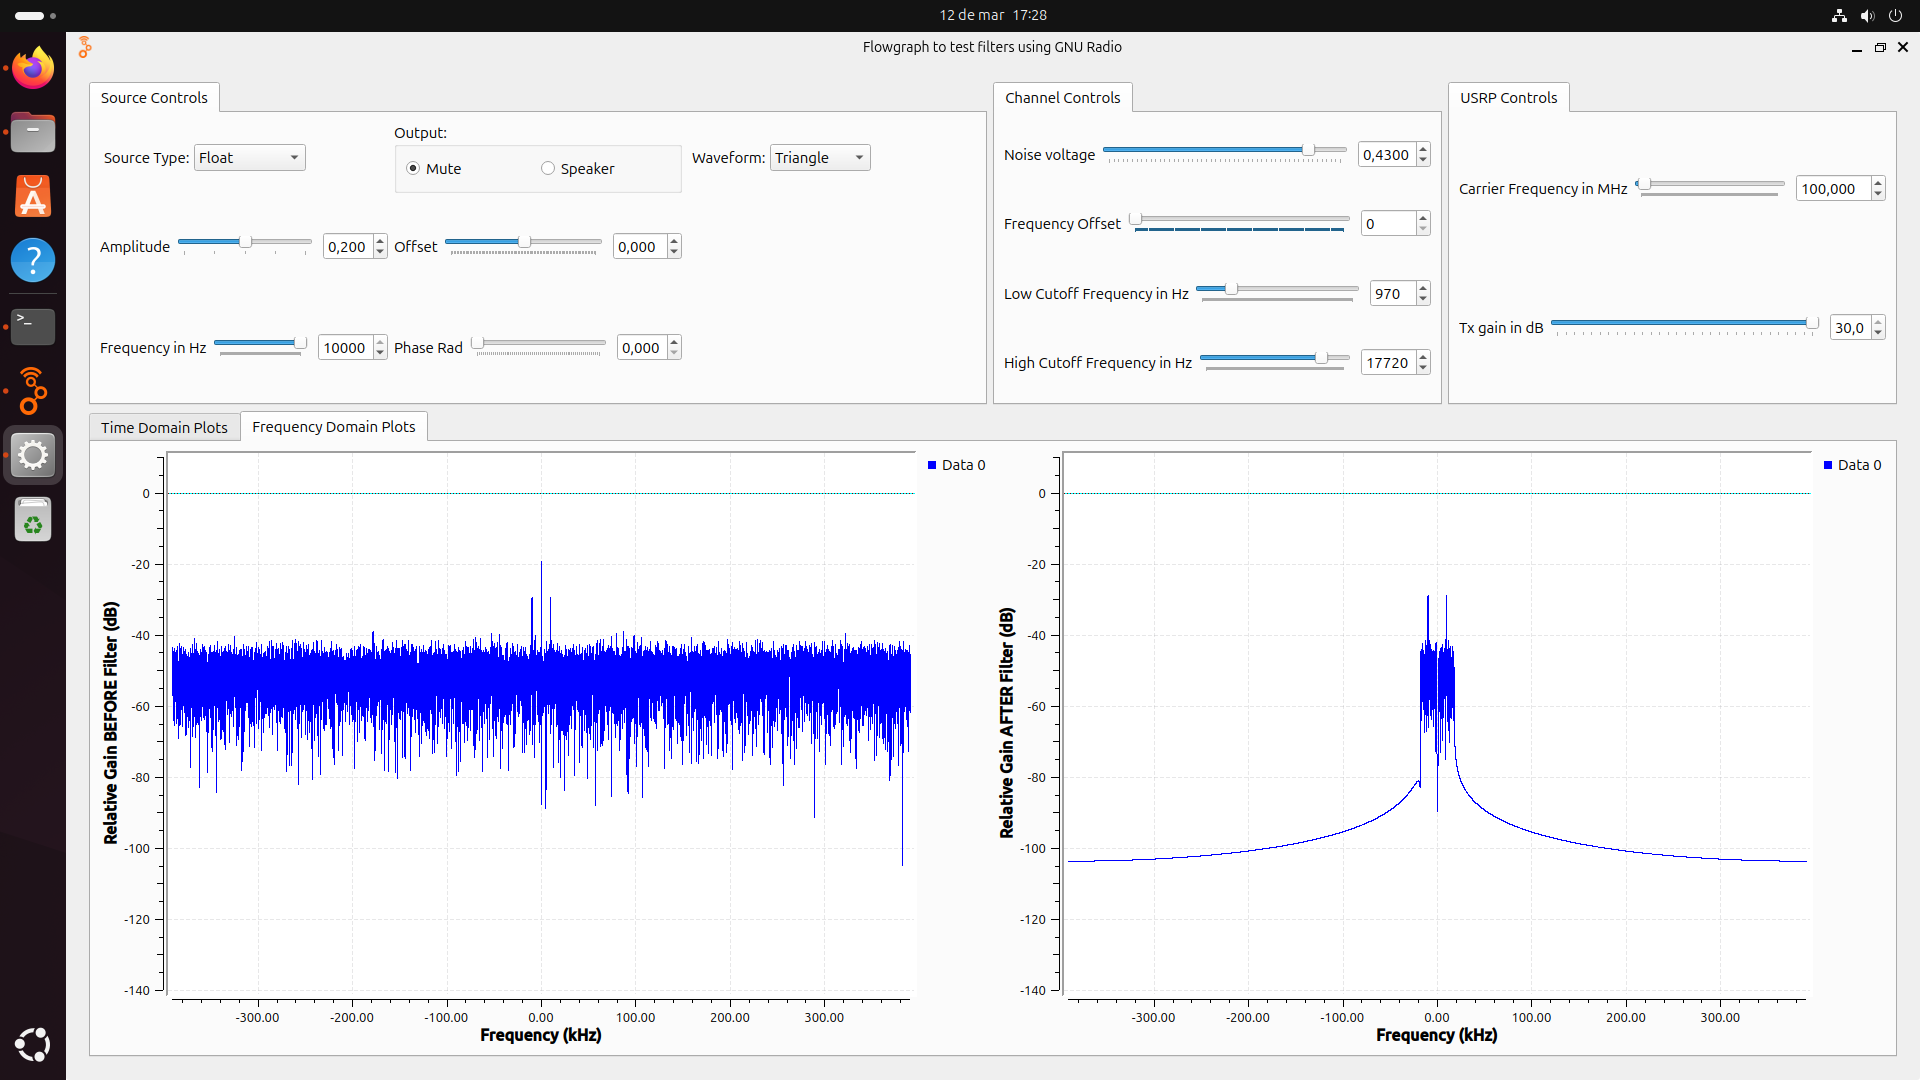 12 de mar 17:28
Flowgraph to test filters using GNU Radio
Source Controls
Channel Controls
USRP Controls
Output:
Source Type: Float
Mute
Speaker
Waveform: Triangle
Amplitude 0,200
Offset 0,000
Frequency in Hz 10000
Phase Rad 0,000
Noise voltage 0,4300
Frequency Offset 0
Low Cutoff Frequency in Hz 970
High Cutoff Frequency in Hz 17720
Carrier Frequency in MHz 100,000
Tx gain in dB 30,0
Time Domain Plots
Frequency Domain Plots
Relative Gain BEFORE Filter (dB)
0
-20
-40
-60
-80
-100
-120
-140
-300.00 -200.00 -100.00 0.00 100.00 200.00 300.00
Frequency (kHz)
Data 0
Relative Gain AFTER Filter (dB)
0
-20
-40
-60
-80
-100
-120
-140
-300.00 -200.00 -100.00 0.00 100.00 200.00 300.00
Frequency (kHz)
Data 0